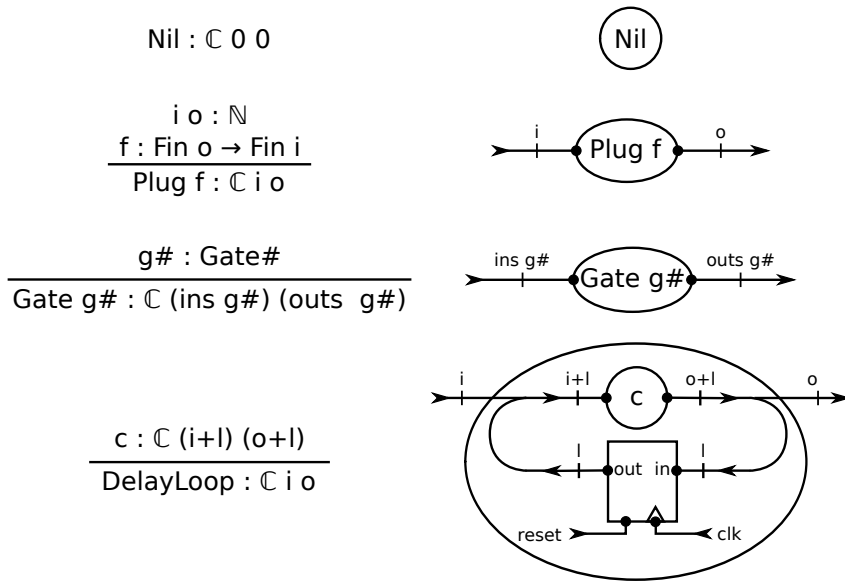 Nil : ℂ 0 0
Nil
i o : ℕ
f : Fin o → Fin i
Plug f : ℂ i o
i
Plug f
o
g# : Gate#
Gate g# : ℂ (ins g#) (outs g#)
ins g#
Gate g#
outs g#
c : ℂ (i+l) (o+l)
DelayLoop : ℂ i o
i
i+l
c
o+l
o
l
out
in
l
reset
clk